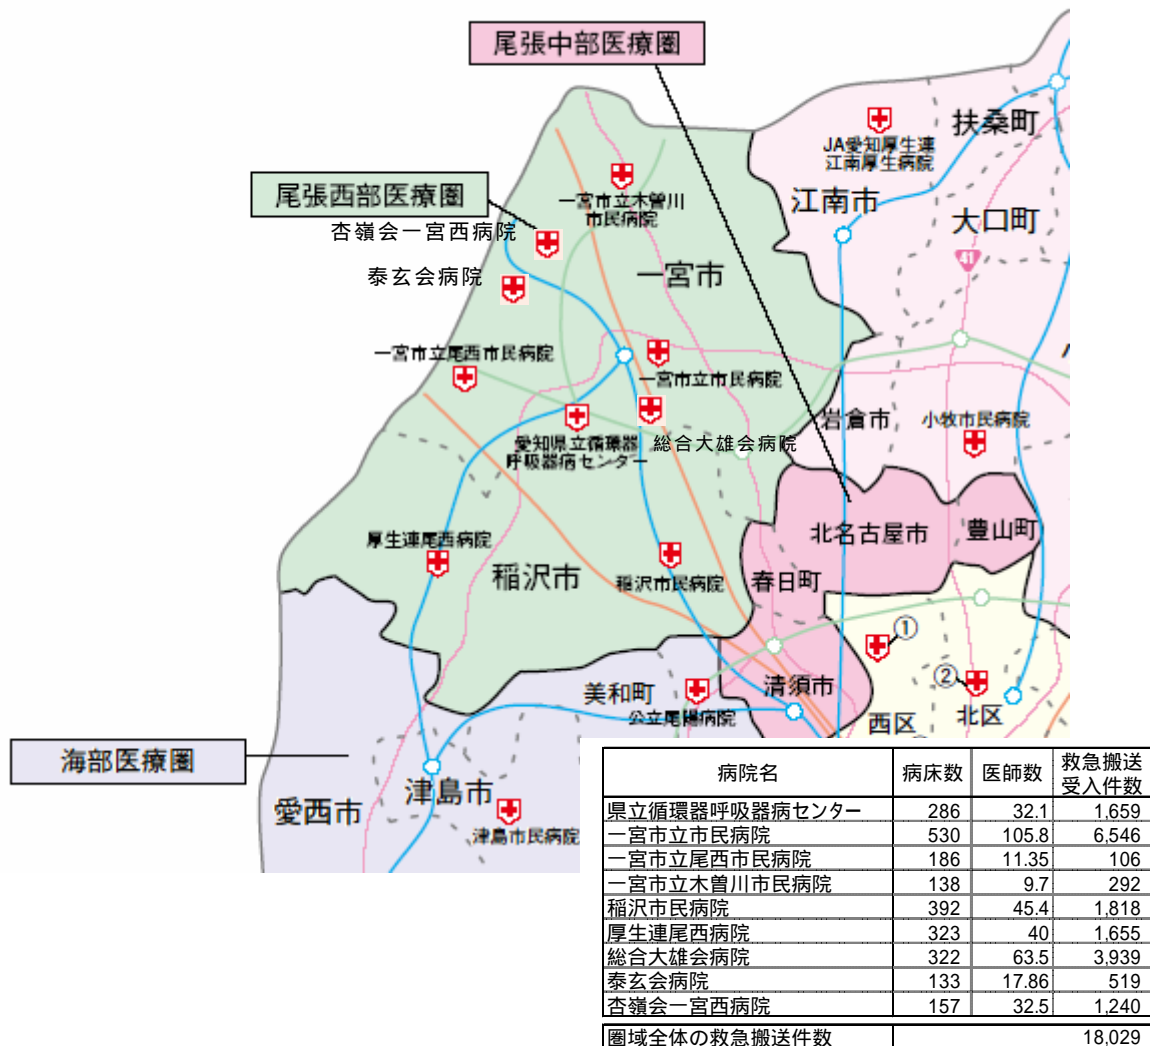 尾張中部医療圏
扶桑町
JA愛知厚生連
江南厚生病院
尾張西部医療圏
一宮市立木曽川
市民病院
江南市
大口町
杏嶺会一宮西病院
41
泰玄会病院
一宮市
一宮市立尾西市民病院
一宮市立市民病院
岩倉市
小牧市民病院
愛知県立循環器
呼吸器病センター
総合大雄会病院
北名古屋市
豊山町
厚生連尾西病院
稲沢市
稲沢市民病院
春日町
①
②
美和町
清須市
公立尾陽病院
西区
北区
海部医療圏
津島市
愛西市
津島市民病院
病院名 病床数 医師数 救急搬送
受入件数
県立循環器呼吸器病センター 286 32.1 1,659
一宮市立市民病院 530 105.8 6,546
一宮市立尾西市民病院 186 11.35 106
一宮市立木曽川市民病院 138 9.7 292
稲沢市民病院 392 45.4 1,818
厚生連尾西病院 323 40 1,655
総合大雄会病院 322 63.5 3,939
泰玄会病院 133 17.86 519
杏嶺会一宮西病院 157 32.5 1,240
圏域全体の救急搬送件数 18,029